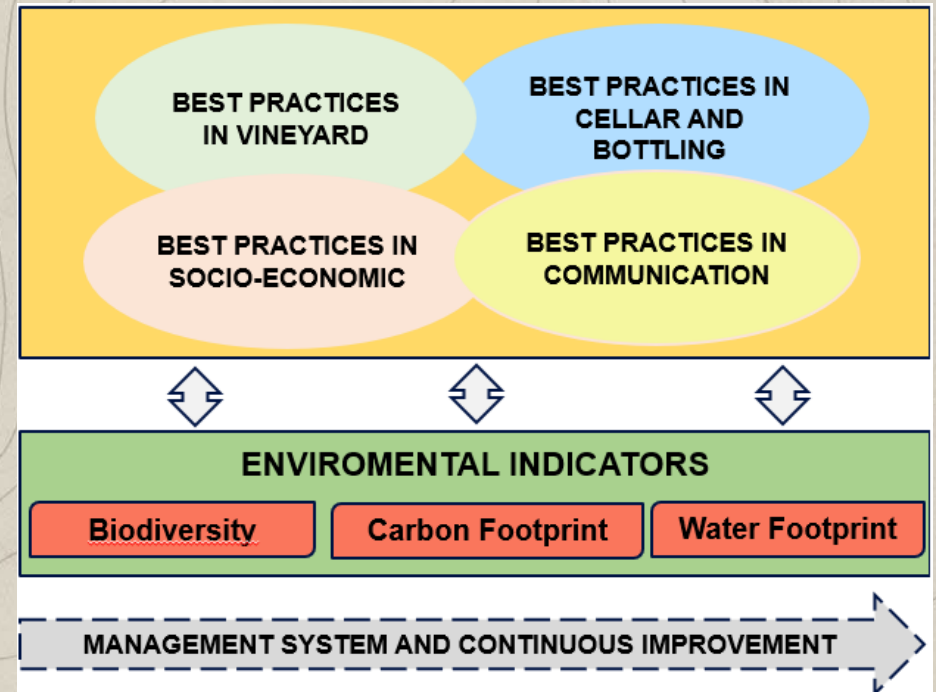 BEST PRACTICES
IN VINEYARD
BEST PRACTICES IN
CELLAR AND
BOTTLING
BEST PRACTICES IN
SOCIO-ECONOMIC
BEST PRACTICES IN
COMMUNICATION
ENVIROMENTAL INDICATORS
Biodiversity
Carbon Footprint
Water Footprint
MANAGEMENT SYSTEM AND CONTINUOUS IMPROVEMENT